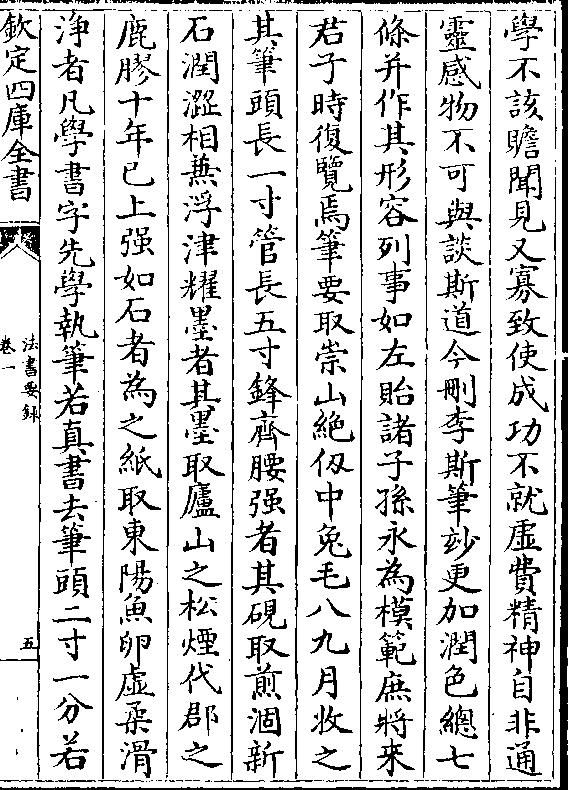 學不該贍聞見又寡致使成功不就虛費精神自非通
靈感物不可與談斯道今刪李斯筆玅更加潤色總七
條并作其形容列事如左貽諸子孫永為模範庶將來
君子時復覽焉筆要取崇山絶仭中兔毛八九月收之
其筆頭長一寸管長五寸鋒齊腰强者其硯取煎涸新
石潤澀相兼浮津耀墨者其墨取廬山之松煙代郡之
鹿膠十年已上强如石者為之紙取東陽魚卵虛柔滑
浄者凡學書字先學執筆若真書去筆頭二寸一分若
欽定四庫全書
法書要録
卷一
五